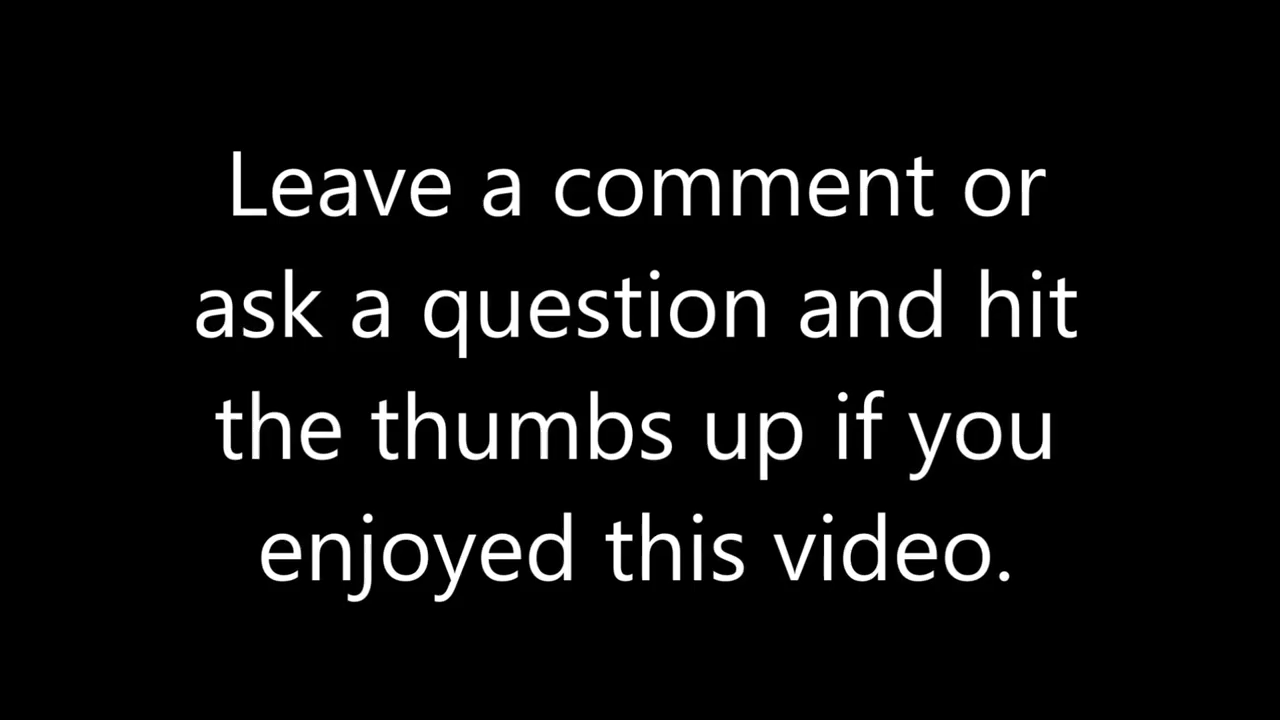 Leave a comment or
ask a question and hit
the thumbs up if you
enjoyed this video.